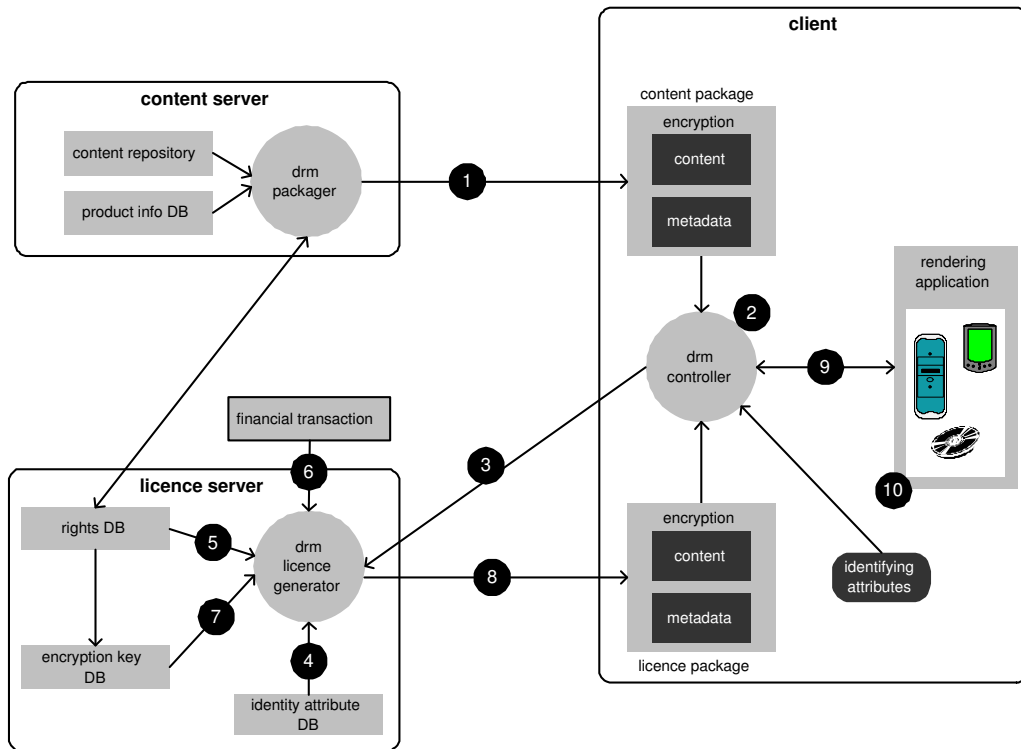 client
content server
content repository
product info DB
drm
packager
1
content package
encryption
content
metadata
2
drm
controller
9
rendering
application
10
identifying
attributes
financial transaction
6
3
licence server
rights DB
5
drm
licence
generator
8
7
encryption key
DB
4
identity attribute
DB
encryption
content
metadata
licence package